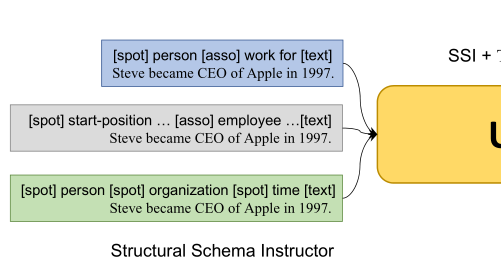 [spot] person [asso] work for [text]
Steve became CEO of Apple in 1997.
SSI +
[spot] start-position … [asso] employee …[text]
Steve became CEO of Apple in 1997.
[spot] person [spot] organization [spot] time [text]
Steve became CEO of Apple in 1997.
Structural Schema Instructor